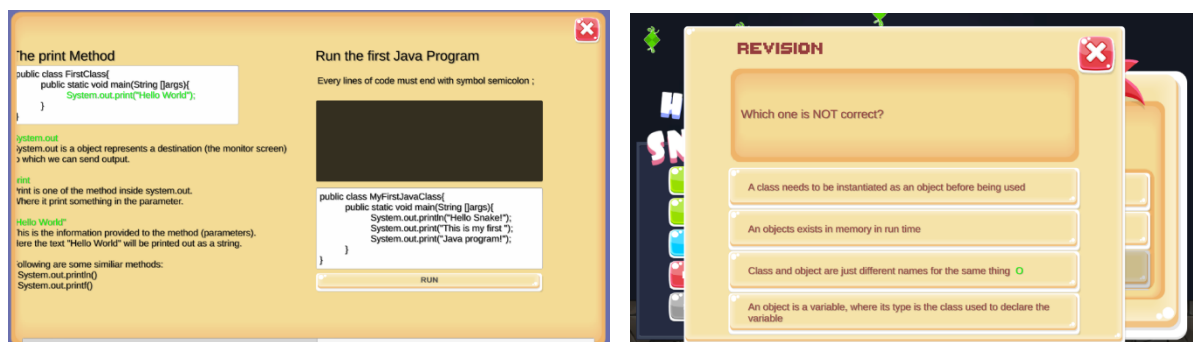 The print Method
public class FirstClass{
public static void main(String []args){
System.out.print("Hello World");
}
}
System.out
System.out is a object represents a destination (the monitor screen)
to which we can send output.
print
Print is one of the method inside system.out.
Where it print something in the parameter.
"Hello World"
This is the information provided to the method (parameters).
Here the text "Hello World" will be printed out as a string.
Following are some similiar methods:
System.out.println()
System.out.printf()
Run the first Java Program
Every lines of code must end with symbol semicolon ;
public class MyFirstJavaClass{
public static void main(String []args){
System.out.println("Hello Snake!");
System.out.print("This is my first ");
System.out.print("Java program!");
}
}
RUN
REVISION
Which one is NOT correct?
A class needs to be instantiated as an object before being used
An objects exists in memory in run time
Class and object are just different names for the same thing O
An object is a variable, where its type is the class used to declare the
variable
H
SN